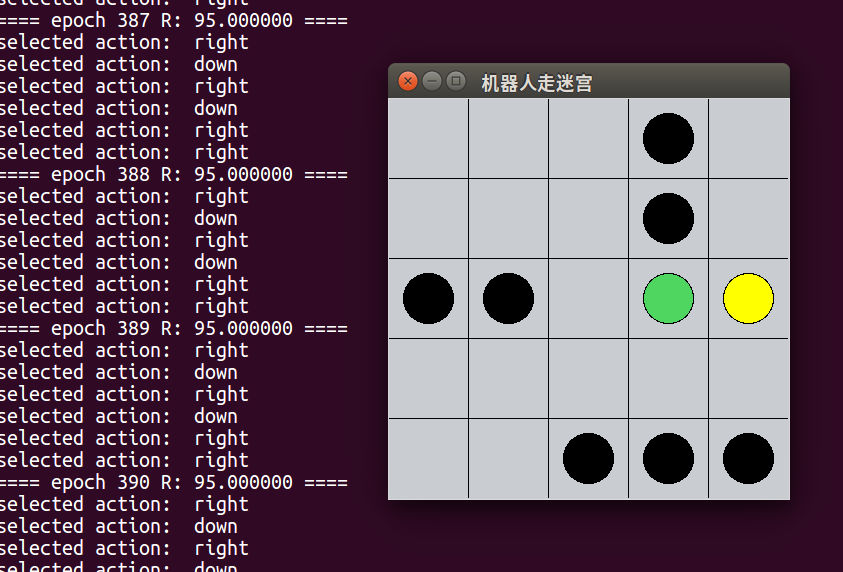 selected action:  right
==== epoch 387 R: 95.000000 ====
selected action:  right
selected action:  down
selected action:  right
selected action:  down
selected action:  right
selected action:  right
==== epoch 388 R: 95.000000 ====
selected action:  right
selected action:  down
selected action:  right
selected action:  down
selected action:  right
selected action:  right
==== epoch 389 R: 95.000000 ====
selected action:  right
selected action:  down
selected action:  right
selected action:  down
selected action:  right
selected action:  right
==== epoch 390 R: 95.000000 ====
selected action:  right
selected action:  down
selected action:  right
selected action:  down
机器人走迷宫